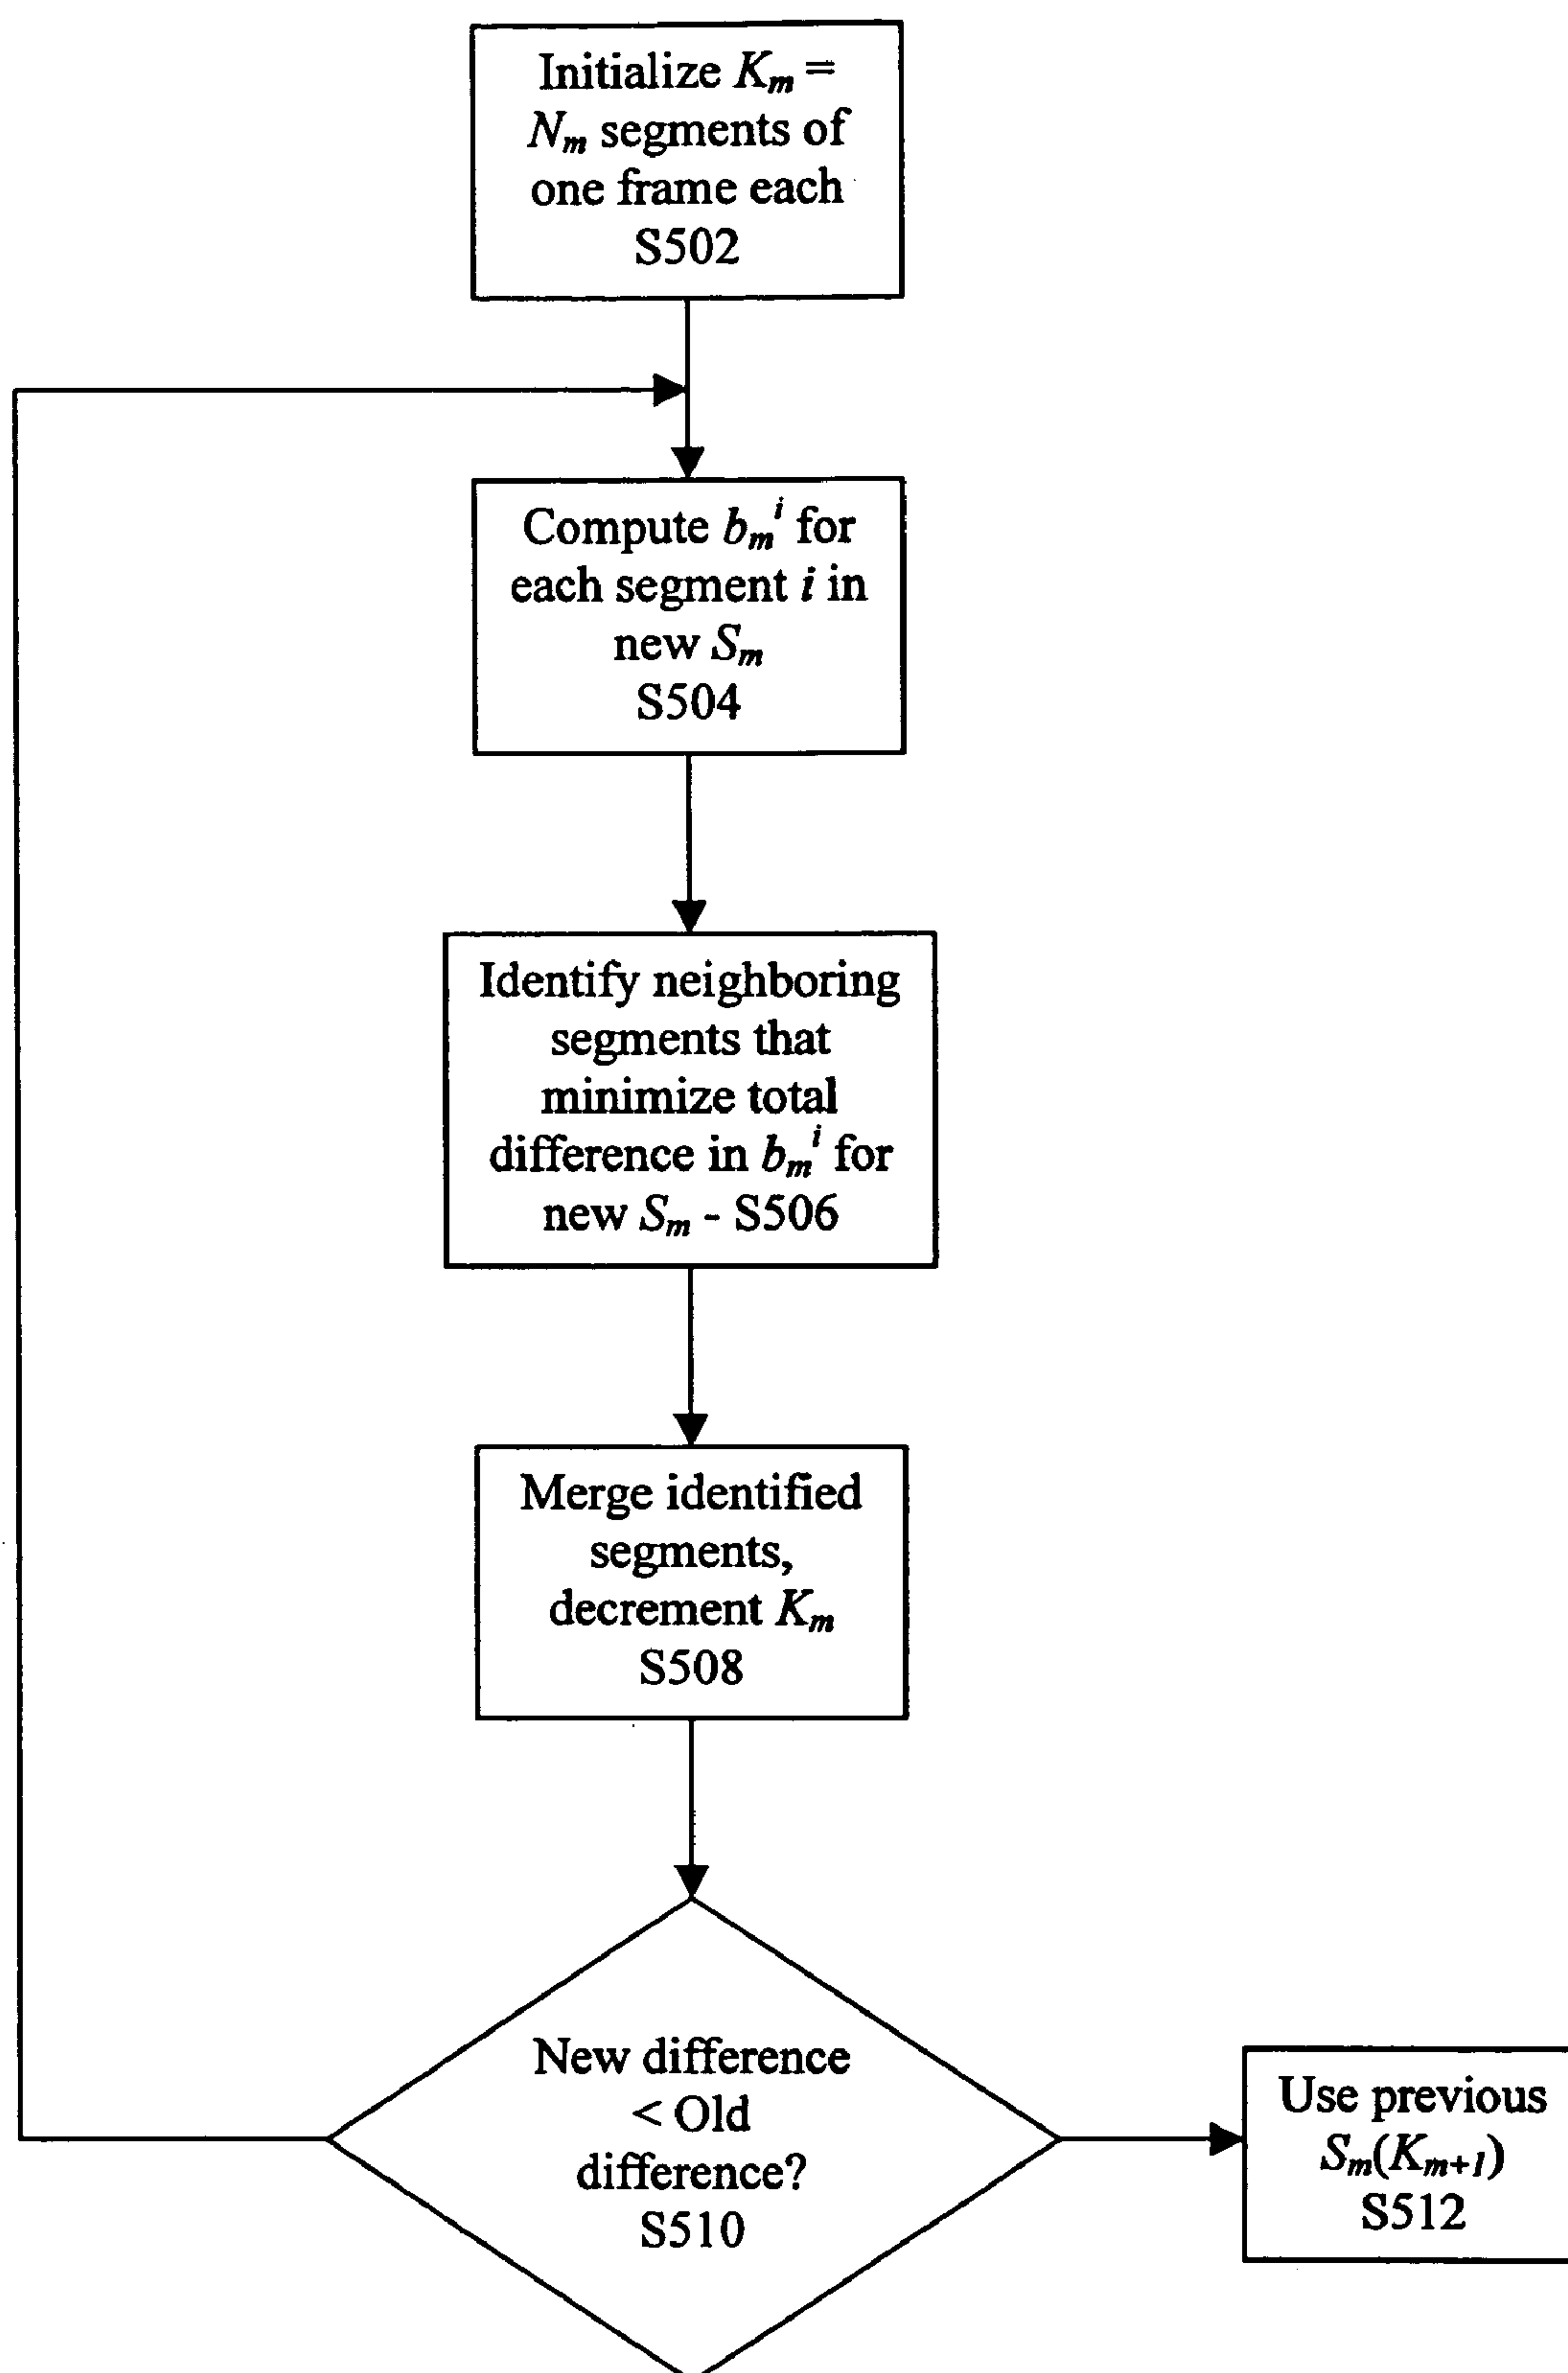 Initialize Kₘ =
Nₘ segments of
one frame each
S502
Compute bₘⁱ for
each segment i in
new Sₘ
S504
Identify neighboring
segments that
minimize total
difference in bₘⁱ for
new Sₘ - S506
Merge identified
segments,
decrement Kₘ
S508
New difference
< Old
difference?
S510
Use previous
Sₘ(Kₘ₊₁)
S512